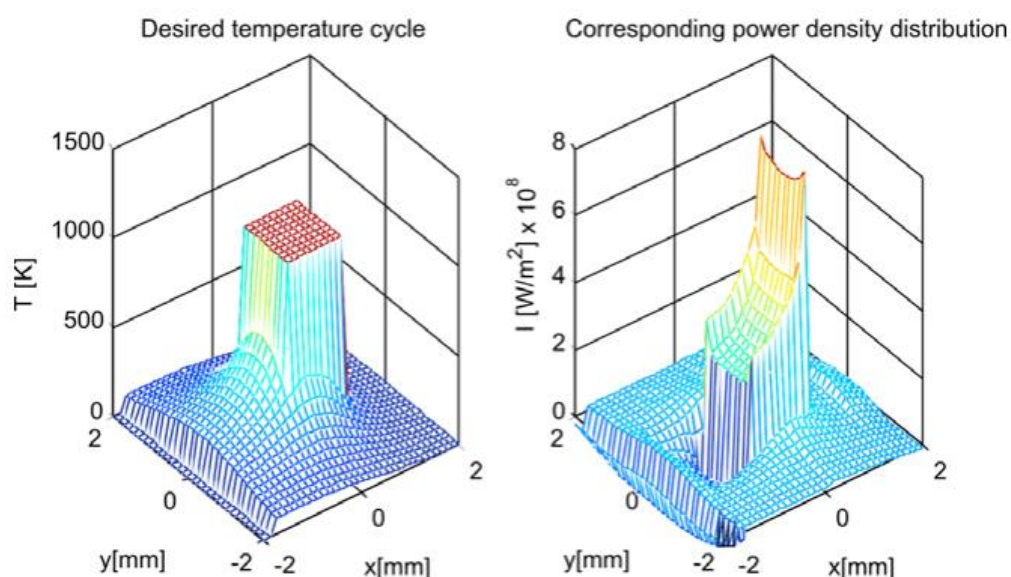 Desired temperature cycle
1500
1000
500
0
T [K]
2
0
-2
y[mm]
-2
0
2
x[mm]
Corresponding power density distribution
8
6
4
2
0
I [W/m²] x 10⁸
2
0
-2
y[mm]
-2
0
2
x[mm]